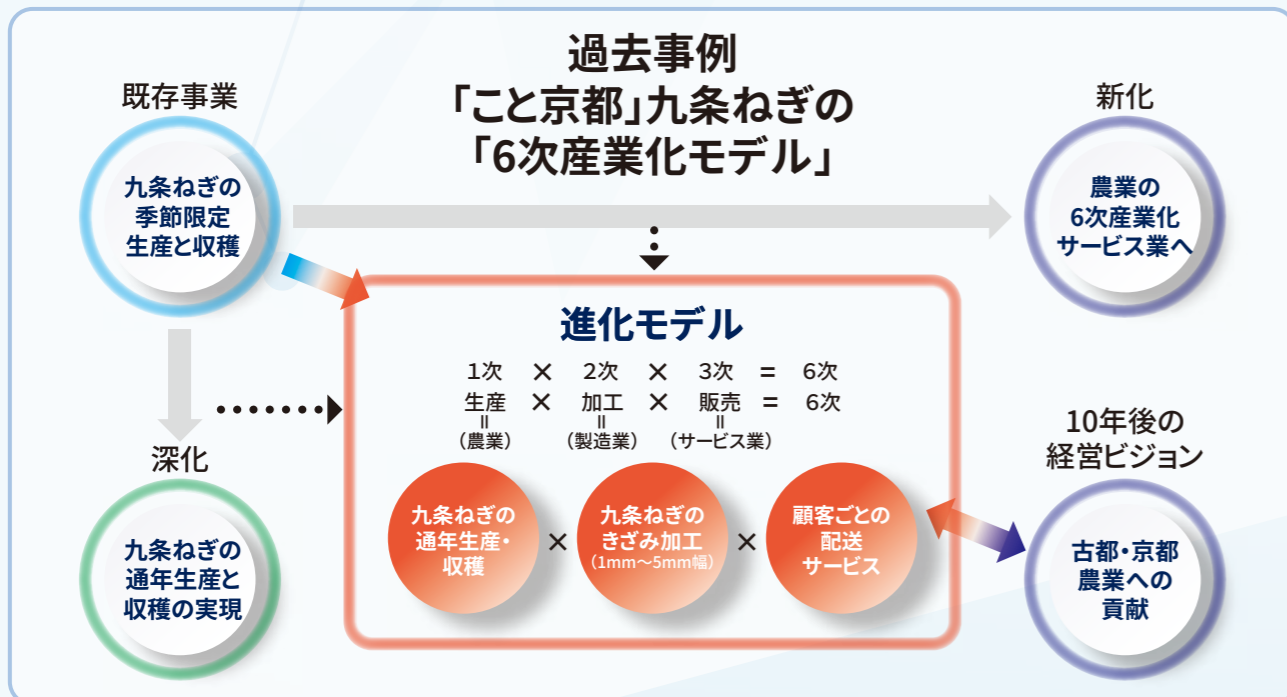 過去事例
「こと京都」九条ねぎの
「6次産業化モデル」
既存事業
九条ねぎの
季節限定
生産と収穫
新化
農業の
6次産業化
サービス業へ
進化モデル
1次 × 2次 × 3次 = 6次
生産 × 加工 × 販売 = 6次
= = =
（農業） （製造業） （サービス業）
九条ねぎの
通年生産・
収穫
×
九条ねぎの
きざみ加工
（1mm～5mm幅）
×
顧客ごとの
配送
サービス
深化
九条ねぎの
通年生産と
収穫の実現
10年後の
経営ビジョン
古都・京都
農業への
貢献